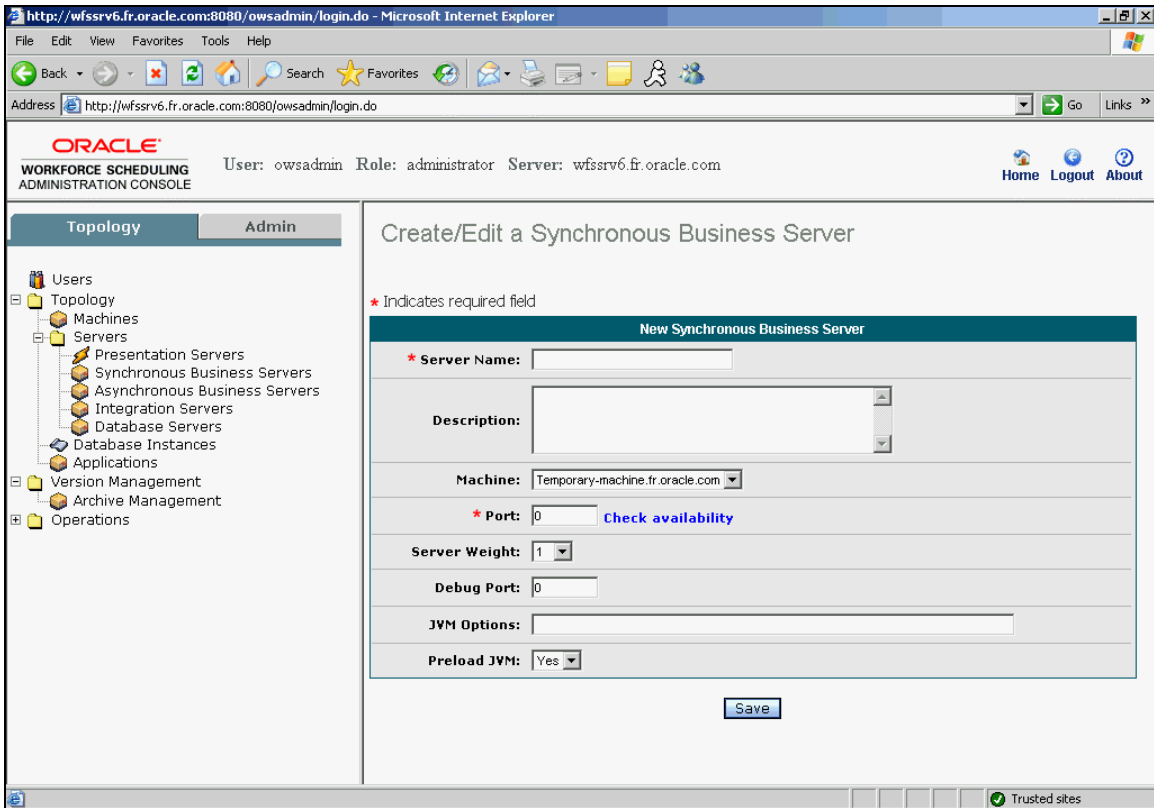 http://wfssrv6.fr.oracle.com:8080/owsadmin/login.do - Microsoft Internet Explorer
File Edit View Favorites Tools Help
Back Search Favorites
Address http://wfssrv6.fr.oracle.com:8080/owsadmin/login.do Go Links »
ORACLE
WORKFORCE SCHEDULING
ADMINISTRATION CONSOLE
User: owsadmin Role: administrator Server: wfssrv6.fr.oracle.com
Home Logout About
Topology Admin
Users
Topology
Machines
Servers
Presentation Servers
Synchronous Business Servers
Asynchronous Business Servers
Integration Servers
Database Servers
Database Instances
Applications
Version Management
Archive Management
Operations
Create/Edit a Synchronous Business Server
* Indicates required field
New Synchronous Business Server
* Server Name:
Description:
Machine: Temporary-machine.fr.oracle.com
* Port: 0 Check availability
Server Weight: 1
Debug Port: 0
JVM Options:
Preload JVM: Yes
Save
Trusted sites